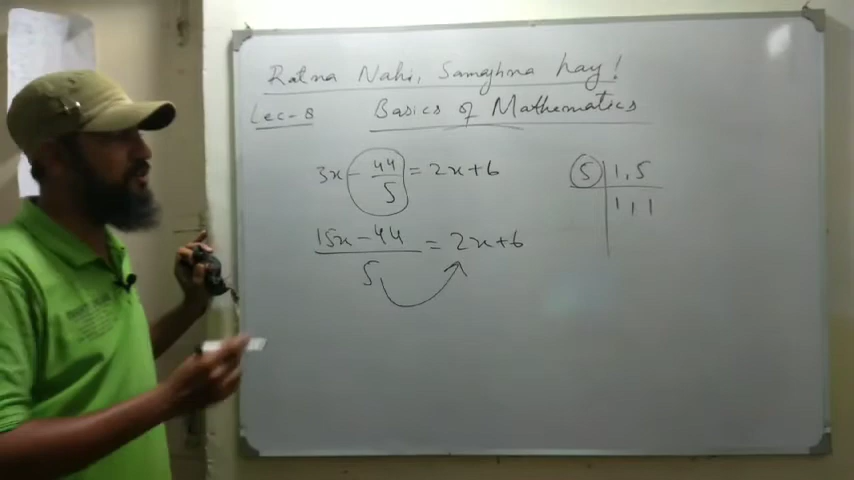 Ratna Nahi, Samajhna hay!
Lec-8 Basics of Mathematics
3x - 44/5 = 2x+6
5 | 1, 5
1, 1
(15x-44)/5 = 2x+6